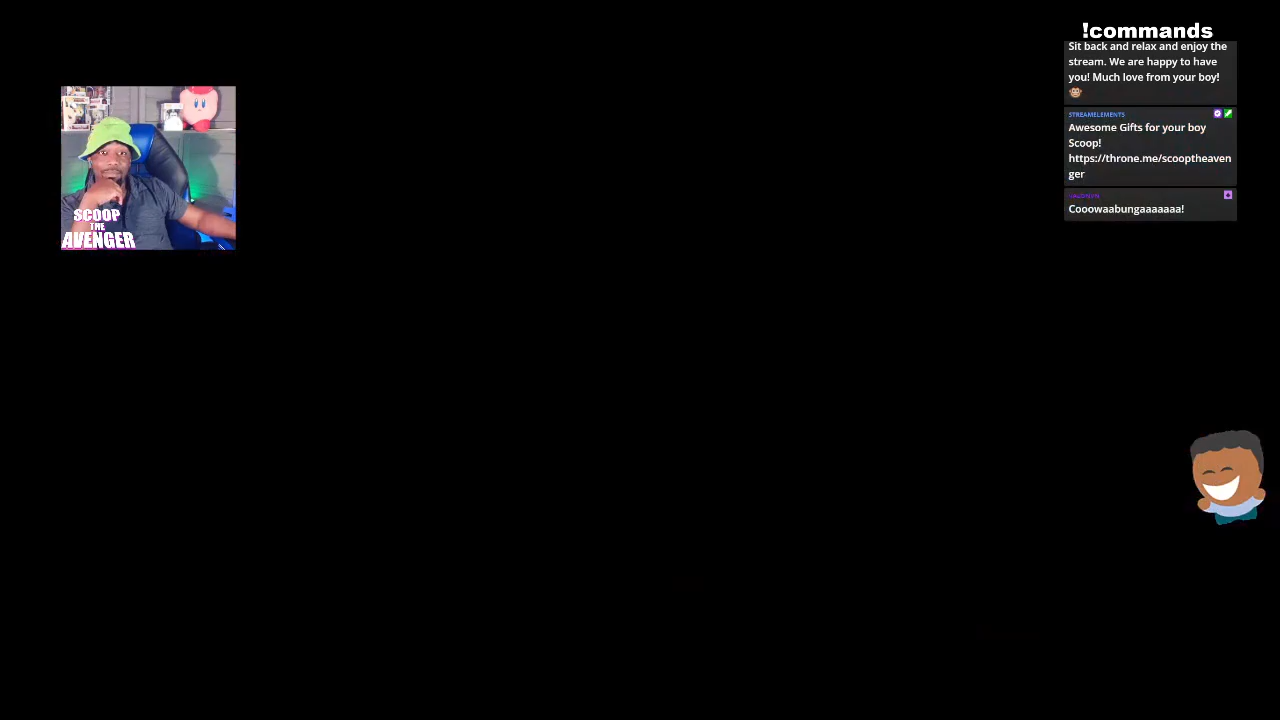 !commands
Sit back and relax and enjoy the
stream. We are happy to have
you! Much love from your boy!
STREAMELEMENTS
Awesome Gifts for your boy
Scoop!
https://throne.me/scooptheaven
ger
Cooowaabungaaaaaa!
SCOOP
THE
AVENGER